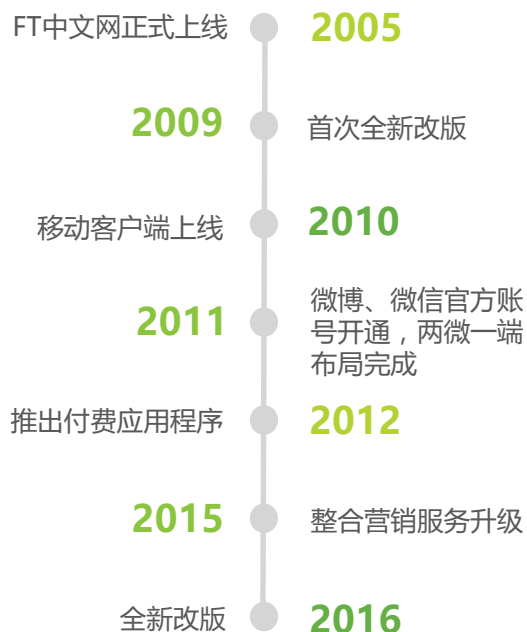 FT中文网正式上线
2005
2009
首次全新改版
移动客户端上线
2010
2011
微博、微信官方账
号开通，两微一端
布局完成
推出付费应用程序
2012
2015
整合营销服务升级
全新改版
2016